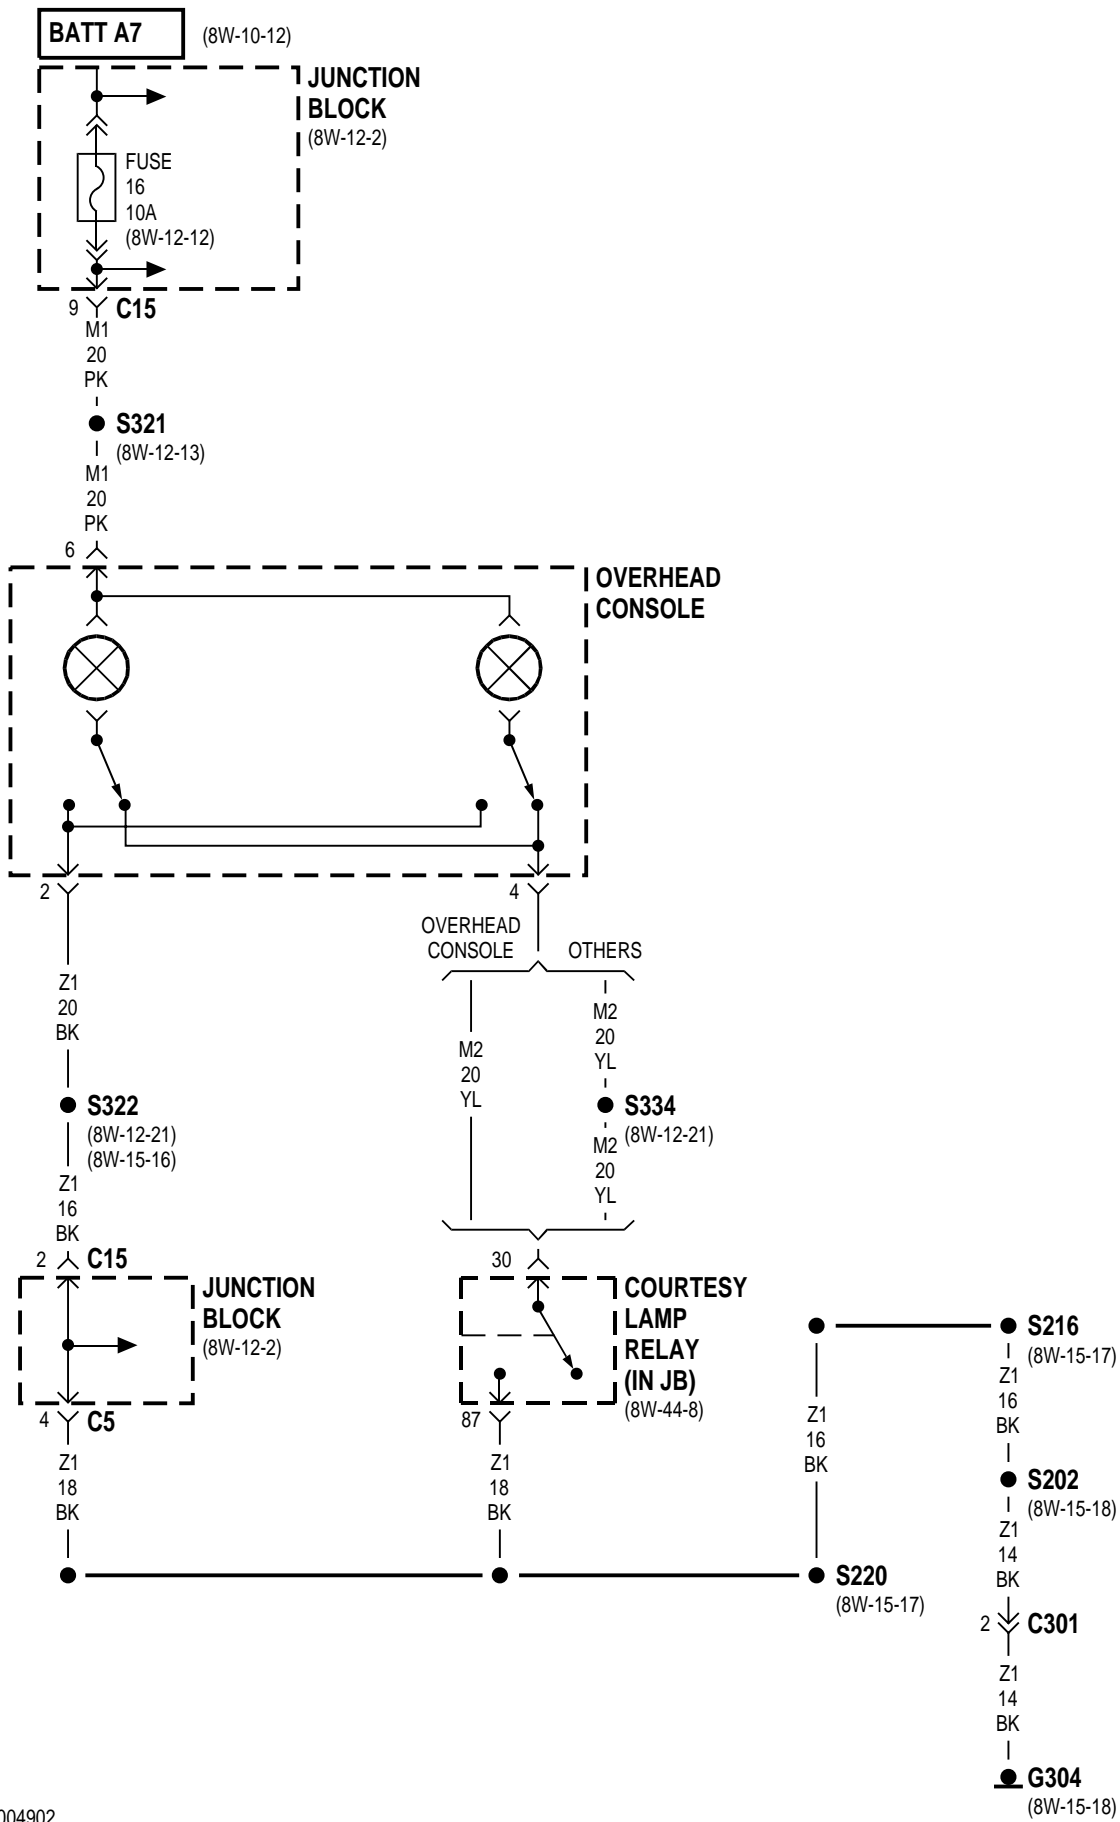 BATT A7
(8W-10-12)
JUNCTION
BLOCK
(8W-12-2)
FUSE
16
10A
(8W-12-12)
9
C15
M1
20
PK
S321
(8W-12-13)
M1
20
PK
6
OVERHEAD
CONSOLE
2
4
OVERHEAD
CONSOLE
OTHERS
Z1
20
BK
M2
20
YL
M2
20
YL
S322
(8W-12-21)
(8W-15-16)
S334
(8W-12-21)
Z1
16
BK
M2
20
YL
2
C15
JUNCTION
BLOCK
(8W-12-2)
30
COURTESY
LAMP
RELAY
(IN JB)
(8W-44-8)
4
C5
87
Z1
18
BK
Z1
18
BK
Z1
16
BK
S220
(8W-15-17)
S216
(8W-15-17)
Z1
16
BK
S202
(8W-15-18)
Z1
14
BK
2
C301
Z1
14
BK
G304
(8W-15-18)